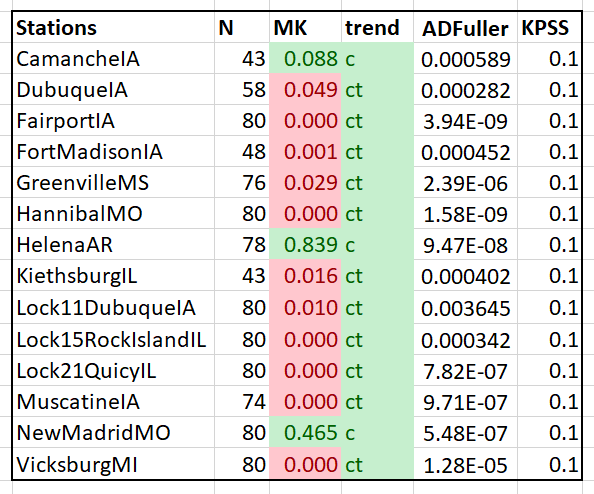 Stations N MK trend ADFuller KPSS
CamancheIA 43 0.088 c 0.000589 0.1
DubuqueIA 58 0.049 ct 0.000282 0.1
FairportIA 80 0.000 ct 3.94E-09 0.1
FortMadisonIA 48 0.001 ct 0.000452 0.1
GreenvilleMS 76 0.029 ct 2.39E-06 0.1
HannibalMO 80 0.000 ct 1.58E-09 0.1
HelenaAR 78 0.839 c 9.47E-08 0.1
KiethsburgIL 43 0.016 ct 0.000402 0.1
Lock11DubuqueIA 80 0.010 ct 0.003645 0.1
Lock15RockIslandIL 80 0.000 ct 0.000342 0.1
Lock21QuicyIL 80 0.000 ct 7.82E-07 0.1
MuscatineIA 74 0.000 ct 9.71E-07 0.1
NewMadridMO 80 0.465 c 5.48E-07 0.1
VicksburgMI 80 0.000 ct 1.28E-05 0.1